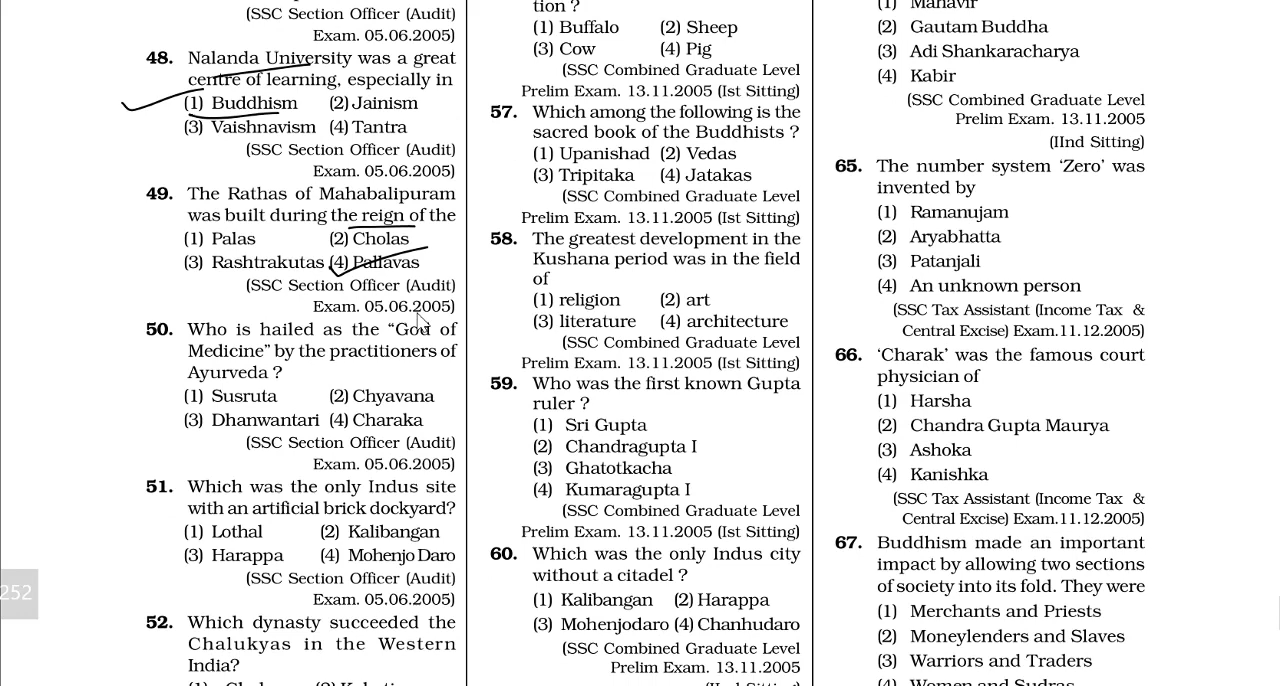 (SSC Section Officer (Audit)
Exam. 05.06.2005)
48. Nalanda University was a great
centre of learning, especially in
(1) Buddhism (2) Jainism
(3) Vaishnavism (4) Tantra
(SSC Section Officer (Audit)
Exam. 05.06.2005)
49. The Rathas of Mahabalipuram
was built during the reign of the
(1) Palas (2) Cholas
(3) Rashtrakutas (4) Pallavas
(SSC Section Officer (Audit)
Exam. 05.06.2005)
50. Who is hailed as the “God of
Medicine” by the practitioners of
Ayurveda ?
(1) Susruta (2) Chyavana
(3) Dhanwantari (4) Charaka
(SSC Section Officer (Audit)
Exam. 05.06.2005)
51. Which was the only Indus site
with an artificial brick dockyard?
(1) Lothal (2) Kalibangan
(3) Harappa (4) Mohenjo Daro
(SSC Section Officer (Audit)
Exam. 05.06.2005)
252
52. Which dynasty succeeded the
Chalukyas in the Western
India?
tion ?
(1) Buffalo (2) Sheep
(3) Cow (4) Pig
(SSC Combined Graduate Level
Prelim Exam. 13.11.2005 (Ist Sitting)
57. Which among the following is the
sacred book of the Buddhists ?
(1) Upanishad (2) Vedas
(3) Tripitaka (4) Jatakas
(SSC Combined Graduate Level
Prelim Exam. 13.11.2005 (Ist Sitting)
58. The greatest development in the
Kushana period was in the field
of
(1) religion (2) art
(3) literature (4) architecture
(SSC Combined Graduate Level
Prelim Exam. 13.11.2005 (Ist Sitting)
59. Who was the first known Gupta
ruler ?
(1) Sri Gupta
(2) Chandragupta I
(3) Ghatotkacha
(4) Kumaragupta I
(SSC Combined Graduate Level
Prelim Exam. 13.11.2005 (Ist Sitting)
60. Which was the only Indus city
without a citadel ?
(1) Kalibangan (2) Harappa
(3) Mohenjodaro (4) Chanhudaro
(SSC Combined Graduate Level
Prelim Exam. 13.11.2005
(1) Mahavir
(2) Gautam Buddha
(3) Adi Shankaracharya
(4) Kabir
(SSC Combined Graduate Level
Prelim Exam. 13.11.2005
(IInd Sitting)
65. The number system ‘Zero’ was
invented by
(1) Ramanujam
(2) Aryabhatta
(3) Patanjali
(4) An unknown person
(SSC Tax Assistant (Income Tax &
Central Excise) Exam.11.12.2005)
66. ‘Charak’ was the famous court
physician of
(1) Harsha
(2) Chandra Gupta Maurya
(3) Ashoka
(4) Kanishka
(SSC Tax Assistant (Income Tax &
Central Excise) Exam.11.12.2005)
67. Buddhism made an important
impact by allowing two sections
of society into its fold. They were
(1) Merchants and Priests
(2) Moneylenders and Slaves
(3) Warriors and Traders
(4) Women and Sudras